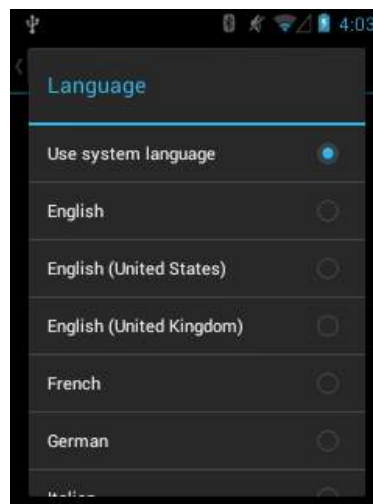 4:03
Language
Use system language
English
English (United States)
English (United Kingdom)
French
German